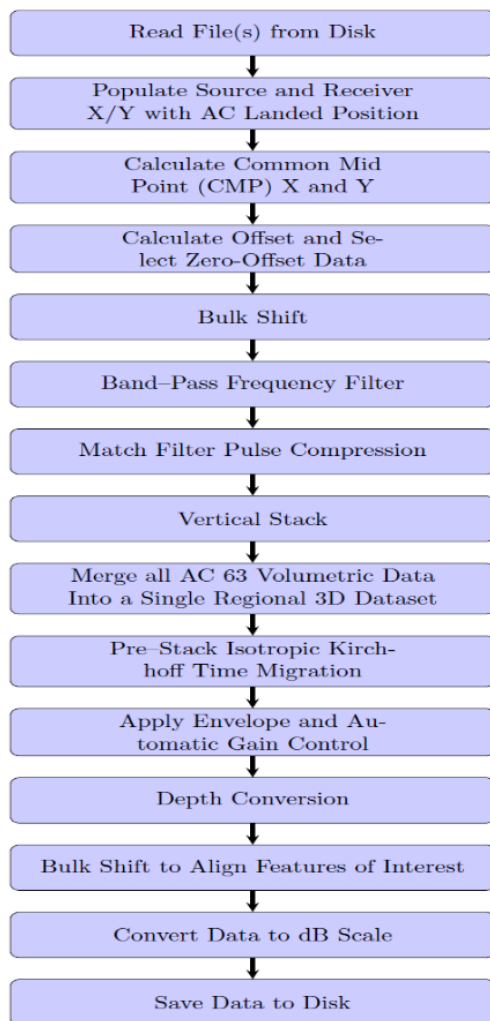 Read File(s) from Disk
Populate Source and Receiver
X/Y with AC Landed Position
Calculate Common Mid
Point (CMP) X and Y
Calculate Offset and Se-
lect Zero-Offset Data
Bulk Shift
Band–Pass Frequency Filter
Match Filter Pulse Compression
Vertical Stack
Merge all AC 63 Volumetric Data
Into a Single Regional 3D Dataset
Pre–Stack Isotropic Kirch-
hoff Time Migration
Apply Envelope and Au-
tomatic Gain Control
Depth Conversion
Bulk Shift to Align Features of Interest
Convert Data to dB Scale
Save Data to Disk